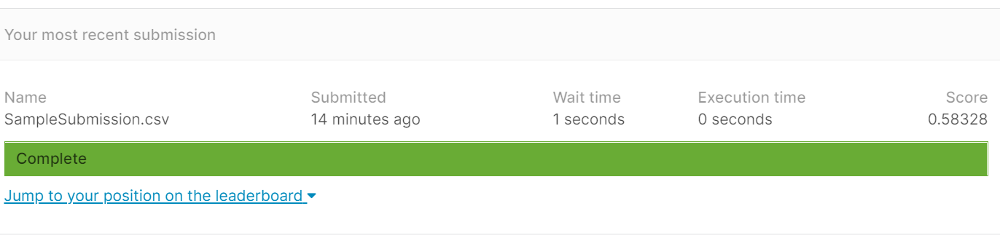 Your most recent submission
Name Submitted Wait time Execution time Score
SampleSubmission.csv 14 minutes ago 1 seconds 0 seconds 0.58328
Complete
Jump to your position on the leaderboard